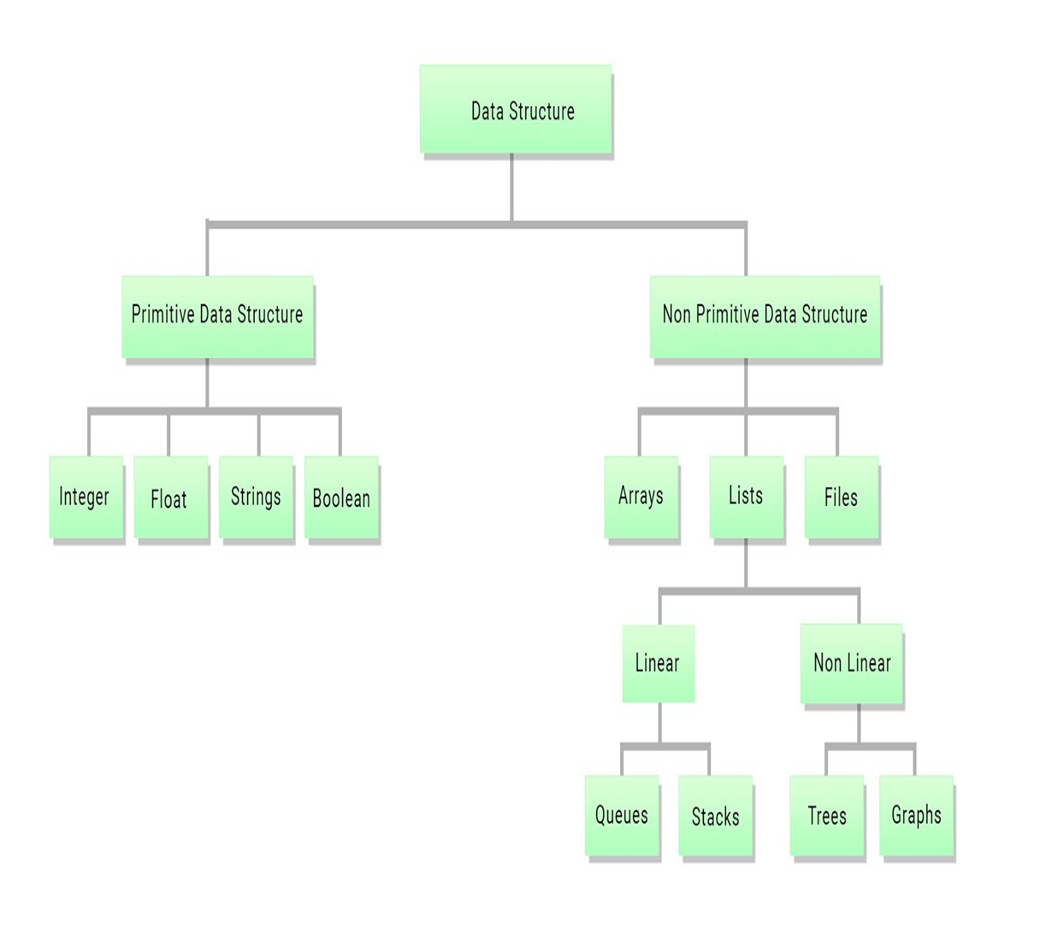 Data Structure
Primitive Data Structure
Non Primitive Data Structure
Integer
Float
Strings
Boolean
Arrays
Lists
Files
Linear
Non Linear
Queues
Stacks
Trees
Graphs